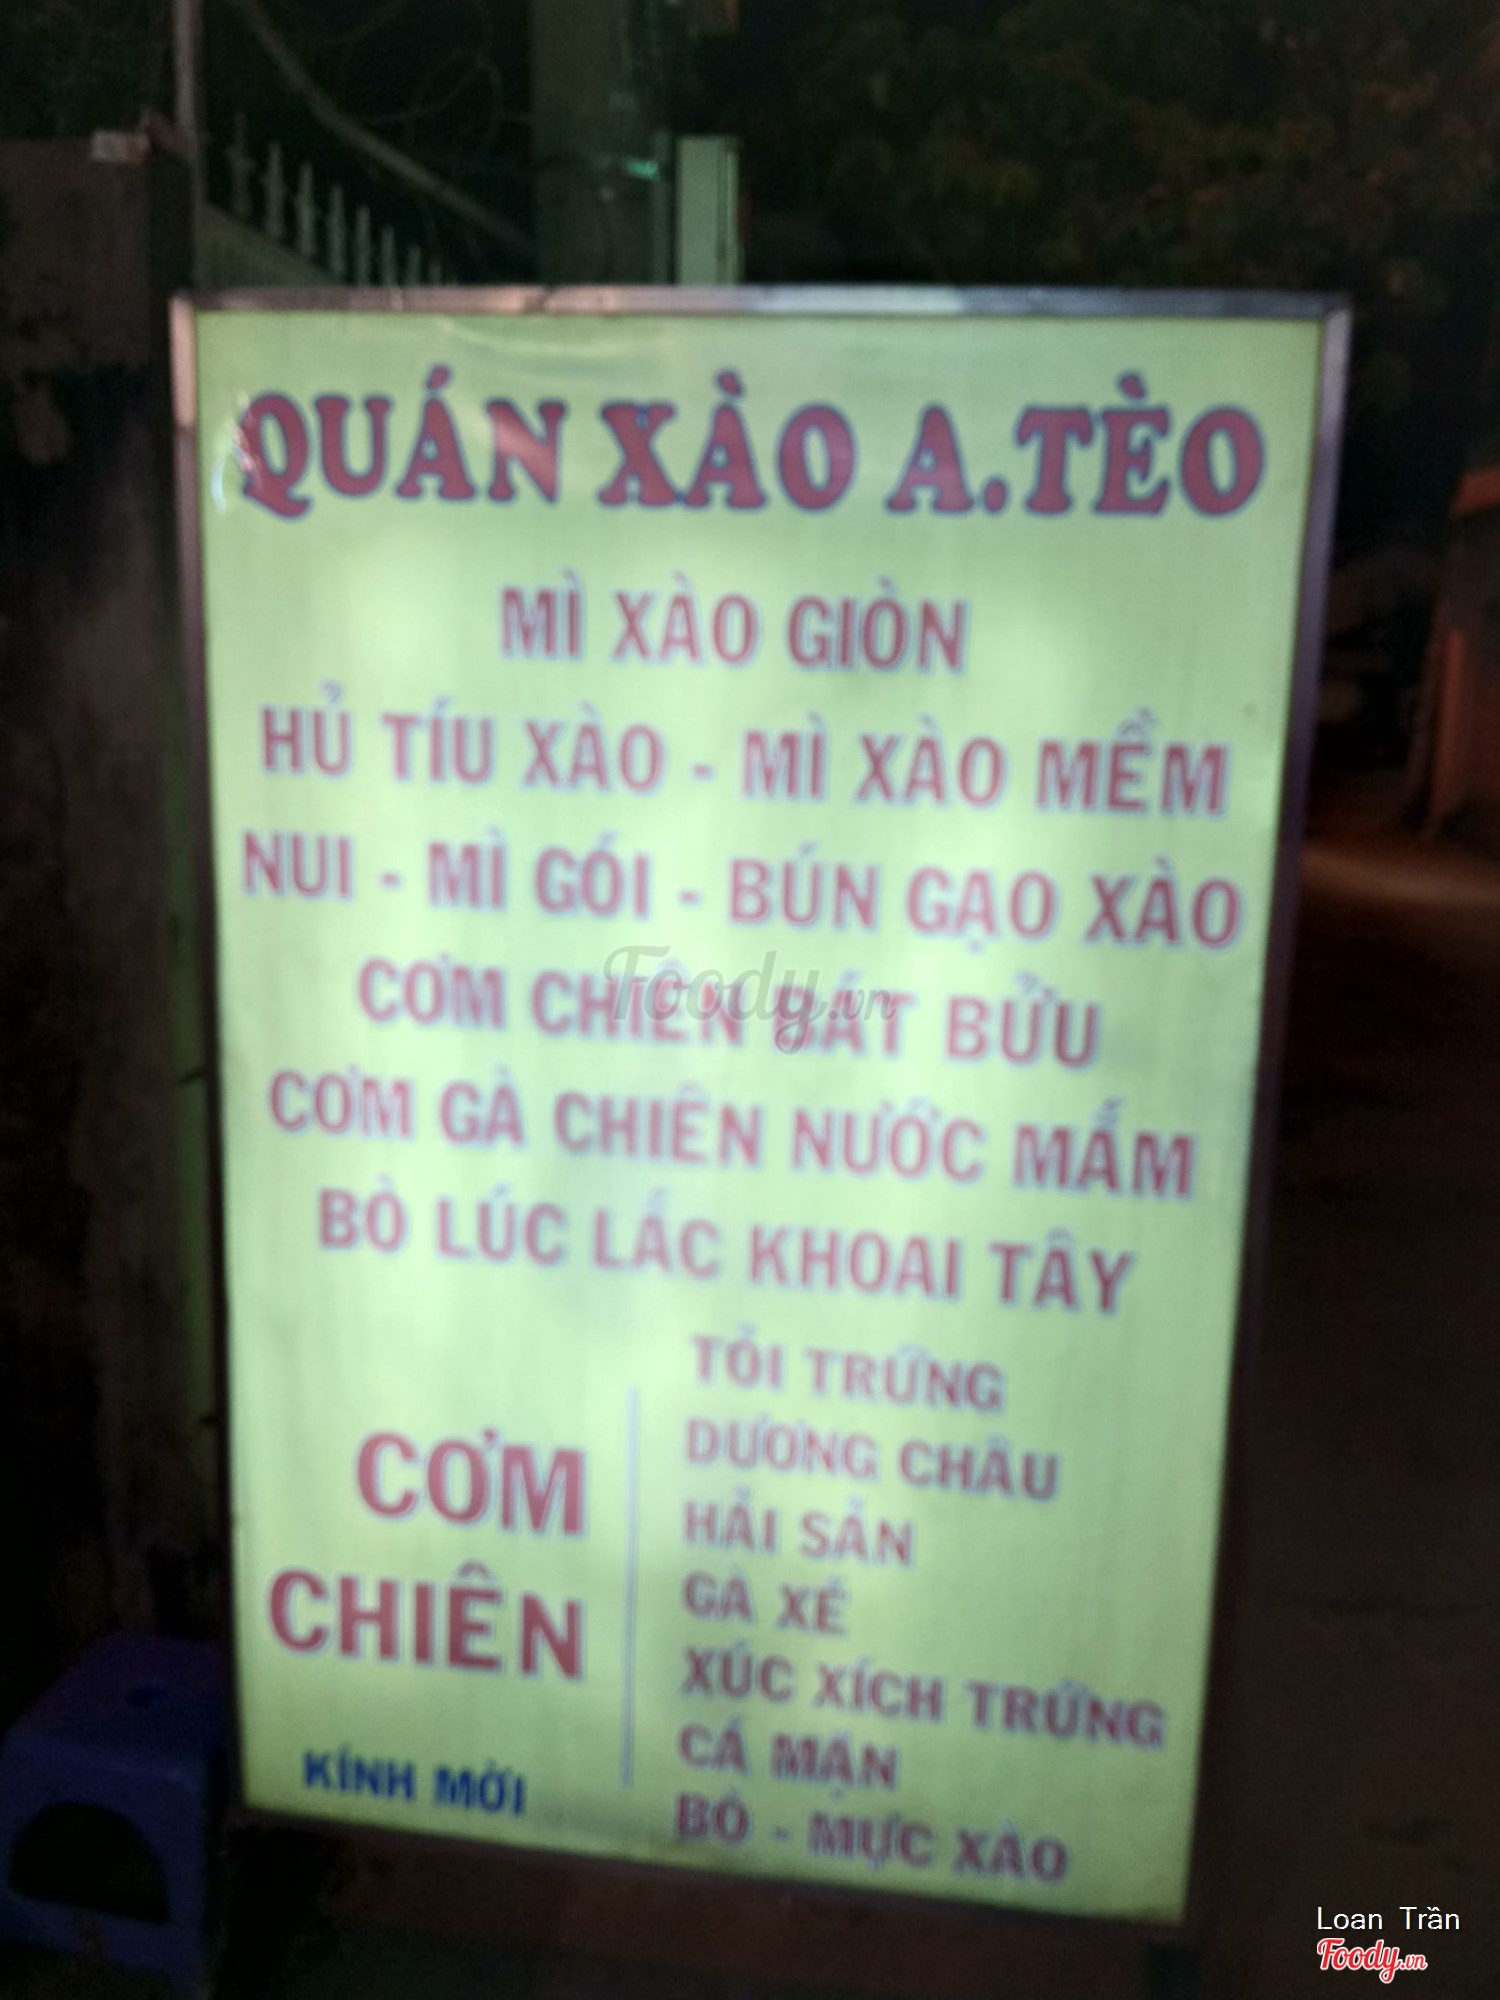 QUÁN XÀO A.TÈO
MÌ XÀO GIÒN
HỦ TÍU XÀO - MÌ XÀO MỀM
NUI - MÌ GÓI - BÚN GẠO XÀO
CƠM CHIÊN BÁT BỬU
Foody.vn
CƠM GÀ CHIÊN NƯỚC MẮM
BÒ LÚC LẮC KHOAI TÂY
CƠM
CHIÊN
TỎI TRỨNG
DƯƠNG CHÂU
HẢI SẢN
GÀ XÉ
XÚC XÍCH TRỨNG
CÁ MẶN
BÒ - MỰC XÀO
KÍNH MỜI
Loan Trần
Foody.vn